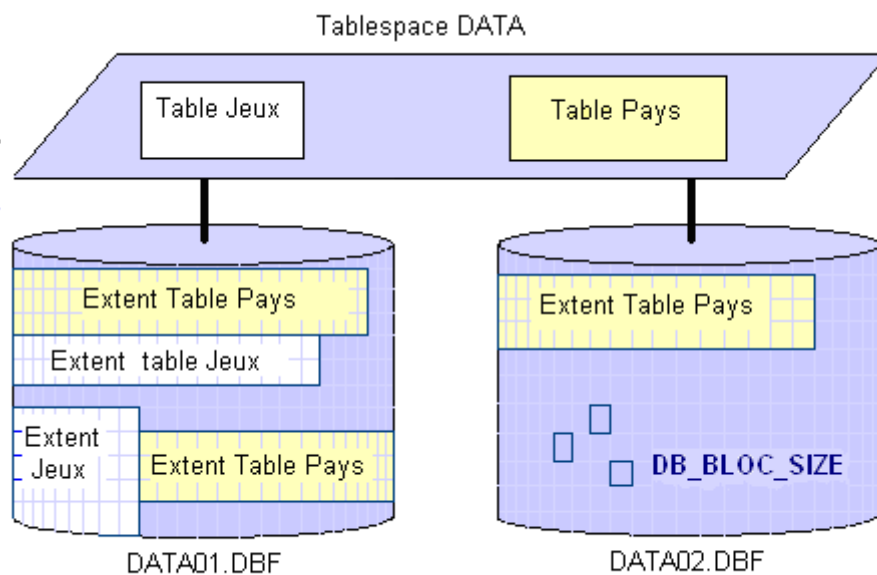 Tablespace DATA
Table Jeux
Table Pays
Extent Table Pays
Extent table Jeux
Extent
Jeux
Extent Table Pays
Extent Table Pays
DB_BLOC_SIZE
DATA01.DBF
DATA02.DBF